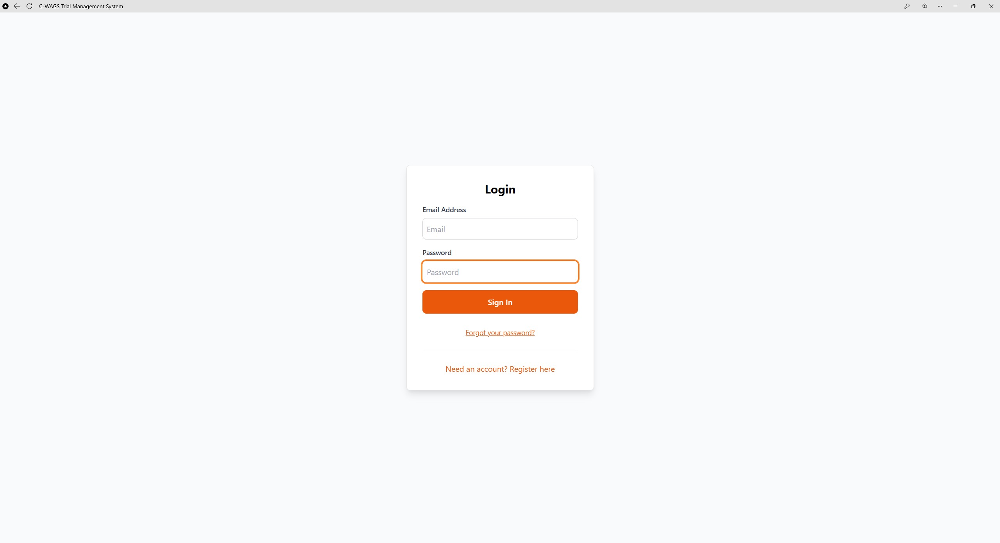 C-WAGS Trial Management System
Login
Email Address
Email
Password
Password
Sign In
Forgot your password?
Need an account? Register here